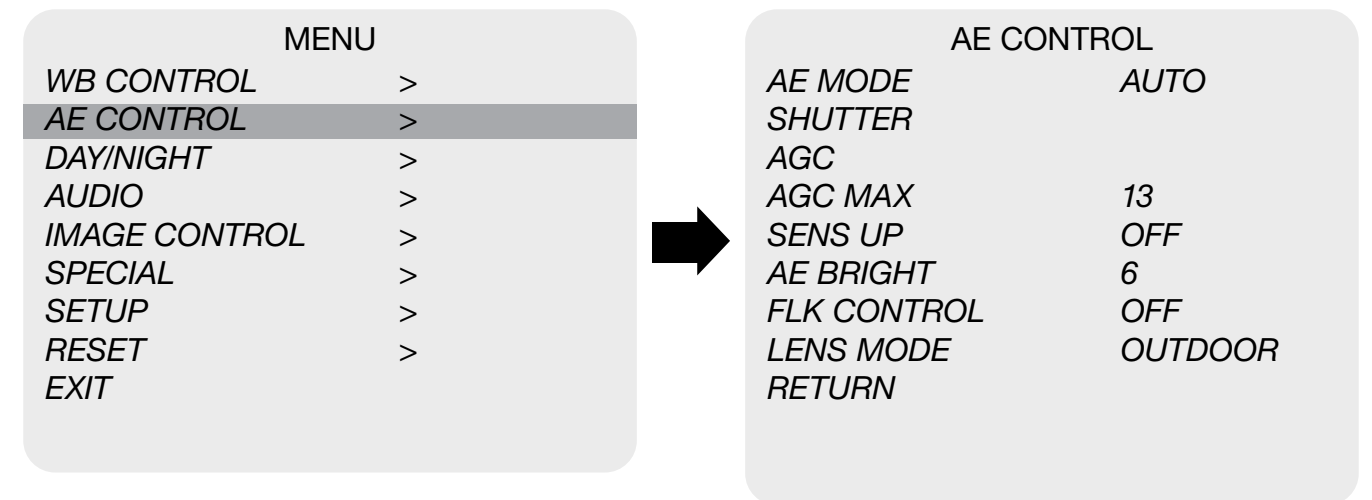 MENU
WB CONTROL >
AE CONTROL >
DAY/NIGHT >
AUDIO >
IMAGE CONTROL >
SPECIAL >
SETUP >
RESET >
EXIT
AE CONTROL
AE MODE AUTO
SHUTTER
AGC
AGC MAX 13
SENS UP OFF
AE BRIGHT 6
FLK CONTROL OFF
LENS MODE OUTDOOR
RETURN